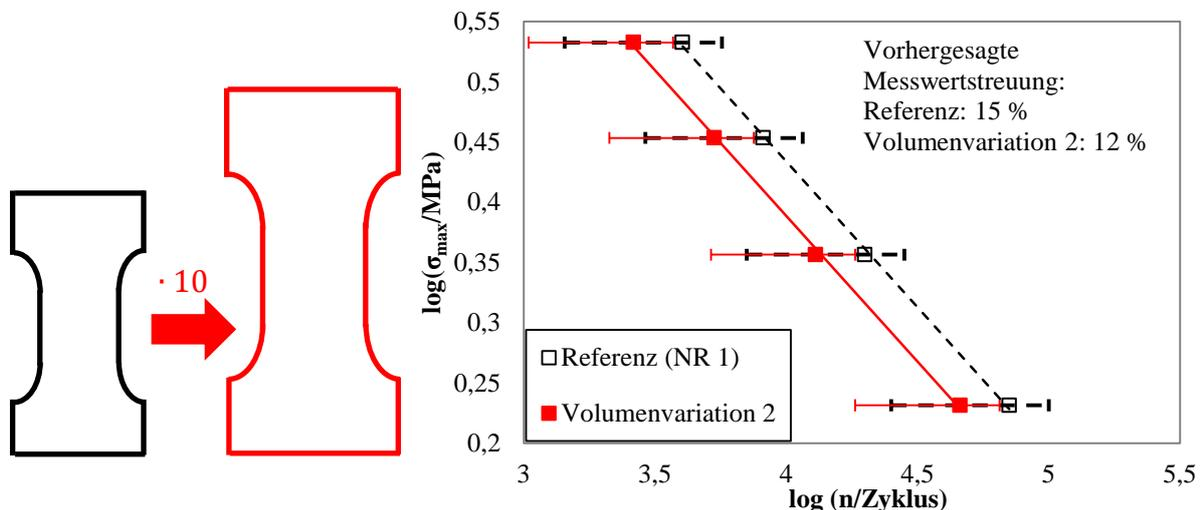 · 10
log(σmax/MPa)
0,55
0,5
0,45
0,4
0,35
0,3
0,25
0,2
Vorhergesagte
Messwertstreuung:
Referenz: 15 %
Volumenvariation 2: 12 %
Referenz (NR 1)
Volumenvariation 2
3
3,5
4
4,5
5
5,5
log (n/Zyklus)